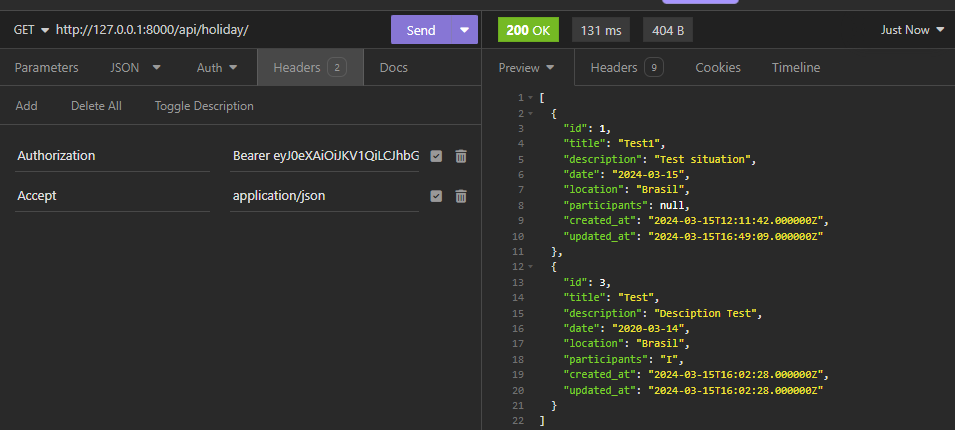 GET http://127.0.0.1:8000/api/holiday/ Send
Parameters JSON Auth Headers 2 Docs
Add Delete All Toggle Description
Authorization Bearer eyJ0eXAiOiJKV1QiLCJhbG
Accept application/json
200 OK 131 ms 404 B Just Now
Preview Headers 9 Cookies Timeline
1 [
2 {
3 "id": 1,
4 "title": "Test1",
5 "description": "Test situation",
6 "date": "2024-03-15",
7 "location": "Brasil",
8 "participants": null,
9 "created_at": "2024-03-15T12:11:42.000000Z",
10 "updated_at": "2024-03-15T16:49:09.000000Z"
11 },
12 {
13 "id": 3,
14 "title": "Test",
15 "description": "Desciption Test",
16 "date": "2020-03-14",
17 "location": "Brasil",
18 "participants": "I",
19 "created_at": "2024-03-15T16:02:28.000000Z",
20 "updated_at": "2024-03-15T16:02:28.000000Z"
21 }
22 ]